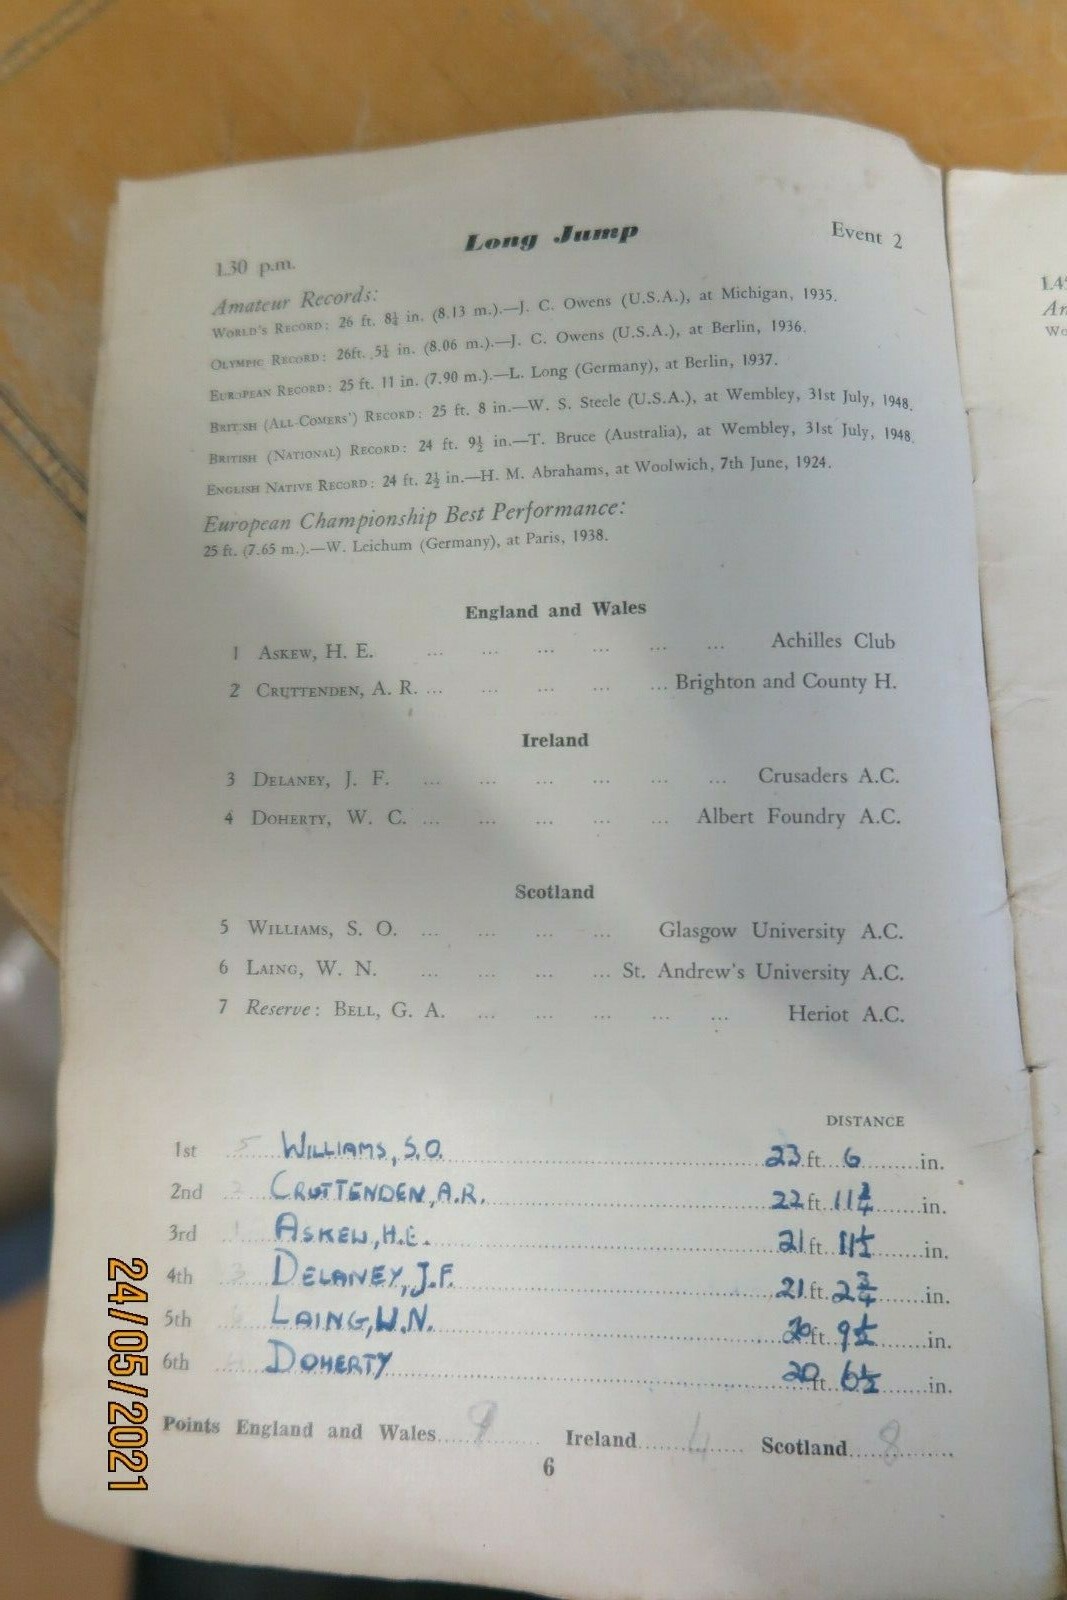 Long Jump
Event 2
1.30 p.m.
Amateur Records:
WORLD'S RECORD: 26 ft. 8¼ in. (8.13 m.).—J. C. Owens (U.S.A.), at Michigan, 1935.
OLYMPIC RECORD: 26ft. 5¼ in. (8.06 m.).—J. C. Owens (U.S.A.), at Berlin, 1936.
EUROPEAN RECORD: 25 ft. 11 in. (7.90 m.).—L. Long (Germany), at Berlin, 1937.
BRITISH (ALL-COMERS') RECORD: 25 ft. 8 in.—W. S. Steele (U.S.A.), at Wembley, 31st July, 1948.
BRITISH (NATIONAL) RECORD: 24 ft. 9½ in.—T. Bruce (Australia), at Wembley, 31st July, 1948.
ENGLISH NATIVE RECORD: 24 ft. 2½ in.—H. M. Abrahams, at Woolwich, 7th June, 1924.
European Championship Best Performance:
25 ft. (7.65 m.).—W. Leichum (Germany), at Paris, 1938.
England and Wales
1 ASKEW, H. E. ... ... ... ... ... ... Achilles Club
2 CRUTTENDEN, A. R. ... ... ... ... ... Brighton and County H.
Ireland
3 DELANEY, J. F. ... ... ... ... ... ... Crusaders A.C.
4 DOHERTY, W. C. ... ... ... ... ... Albert Foundry A.C.
Scotland
5 WILLIAMS, S. O. ... ... ... ... Glasgow University A.C.
6 LAING, W. N. ... ... ... ... St. Andrew's University A.C.
7 Reserve: BELL, G. A. ... ... ... ... ... Heriot A.C.
DISTANCE
1st 5 WILLIAMS, S.O. 23 ft. 6 in.
2nd 2 CRUTTENDEN, A.R. 22 ft. 11¾ in.
3rd 1 ASKEW, H.E. 21 ft. 11½ in.
4th 3 DELANEY, J.F. 21 ft. 2¾ in.
5th LAING, W.N. 20 ft. 9½ in.
6th 4 DOHERTY 20 ft. 6½ in.
Points England and Wales 9 Ireland 4 Scotland 8
6
24/05/2021
1.4